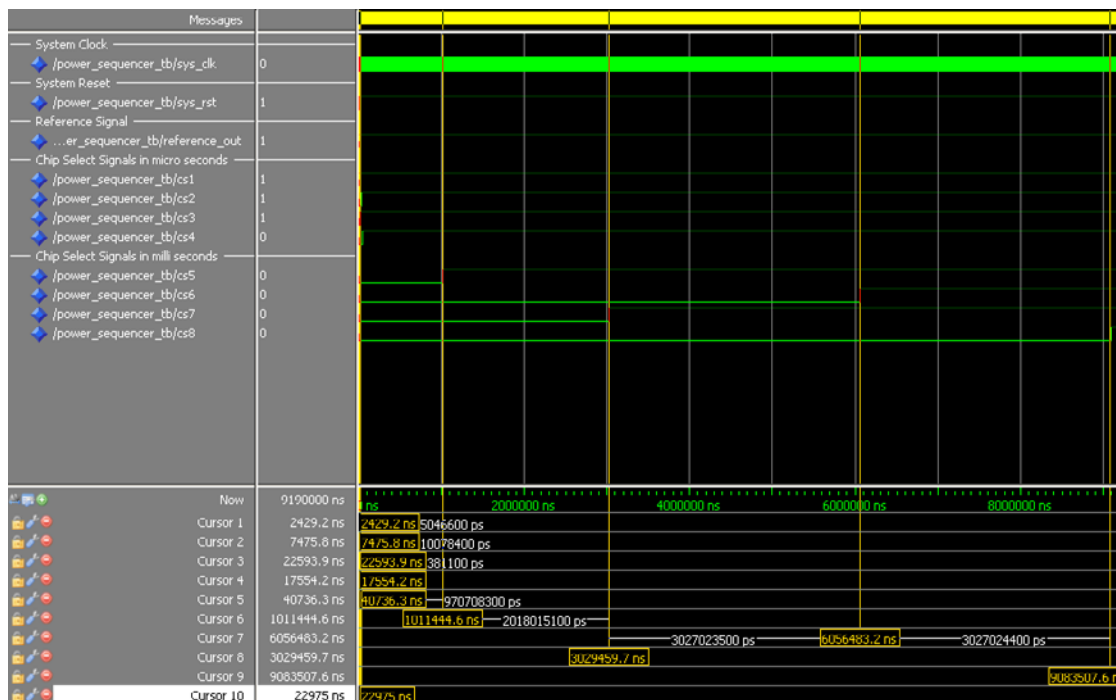 Messages
System Clock
/power_sequencer_tb/sys_clk 0
System Reset
/power_sequencer_tb/sys_rst 1
Reference Signal
...er_sequencer_tb/reference_out 1
Chip Select Signals in micro seconds
/power_sequencer_tb/cs1 1
/power_sequencer_tb/cs2 1
/power_sequencer_tb/cs3 1
/power_sequencer_tb/cs4 0
Chip Select Signals in milli seconds
/power_sequencer_tb/cs5 0
/power_sequencer_tb/cs6 0
/power_sequencer_tb/cs7 0
/power_sequencer_tb/cs8 0
Now 9190000 ns ns 2000000 ns 4000000 ns 6000000 ns 8000000 ns
Cursor 1 2429.2 ns 2429.2 ns 5046600 ps
Cursor 2 7475.8 ns 7475.8 ns 10078400 ps
Cursor 3 22593.9 ns 22593.9 ns 381100 ps
Cursor 4 17554.2 ns 17554.2 ns
Cursor 5 40736.3 ns 40736.3 ns 970708300 ps
Cursor 6 1011444.6 ns 1011444.6 ns 2018015100 ps
Cursor 7 6056483.2 ns 3027023500 ps 6056483.2 ns 3027024400 ps
Cursor 8 3029459.7 ns 3029459.7 ns
Cursor 9 9083507.6 ns 9083507.6 n
Cursor 10 22975 ns 22975 ns